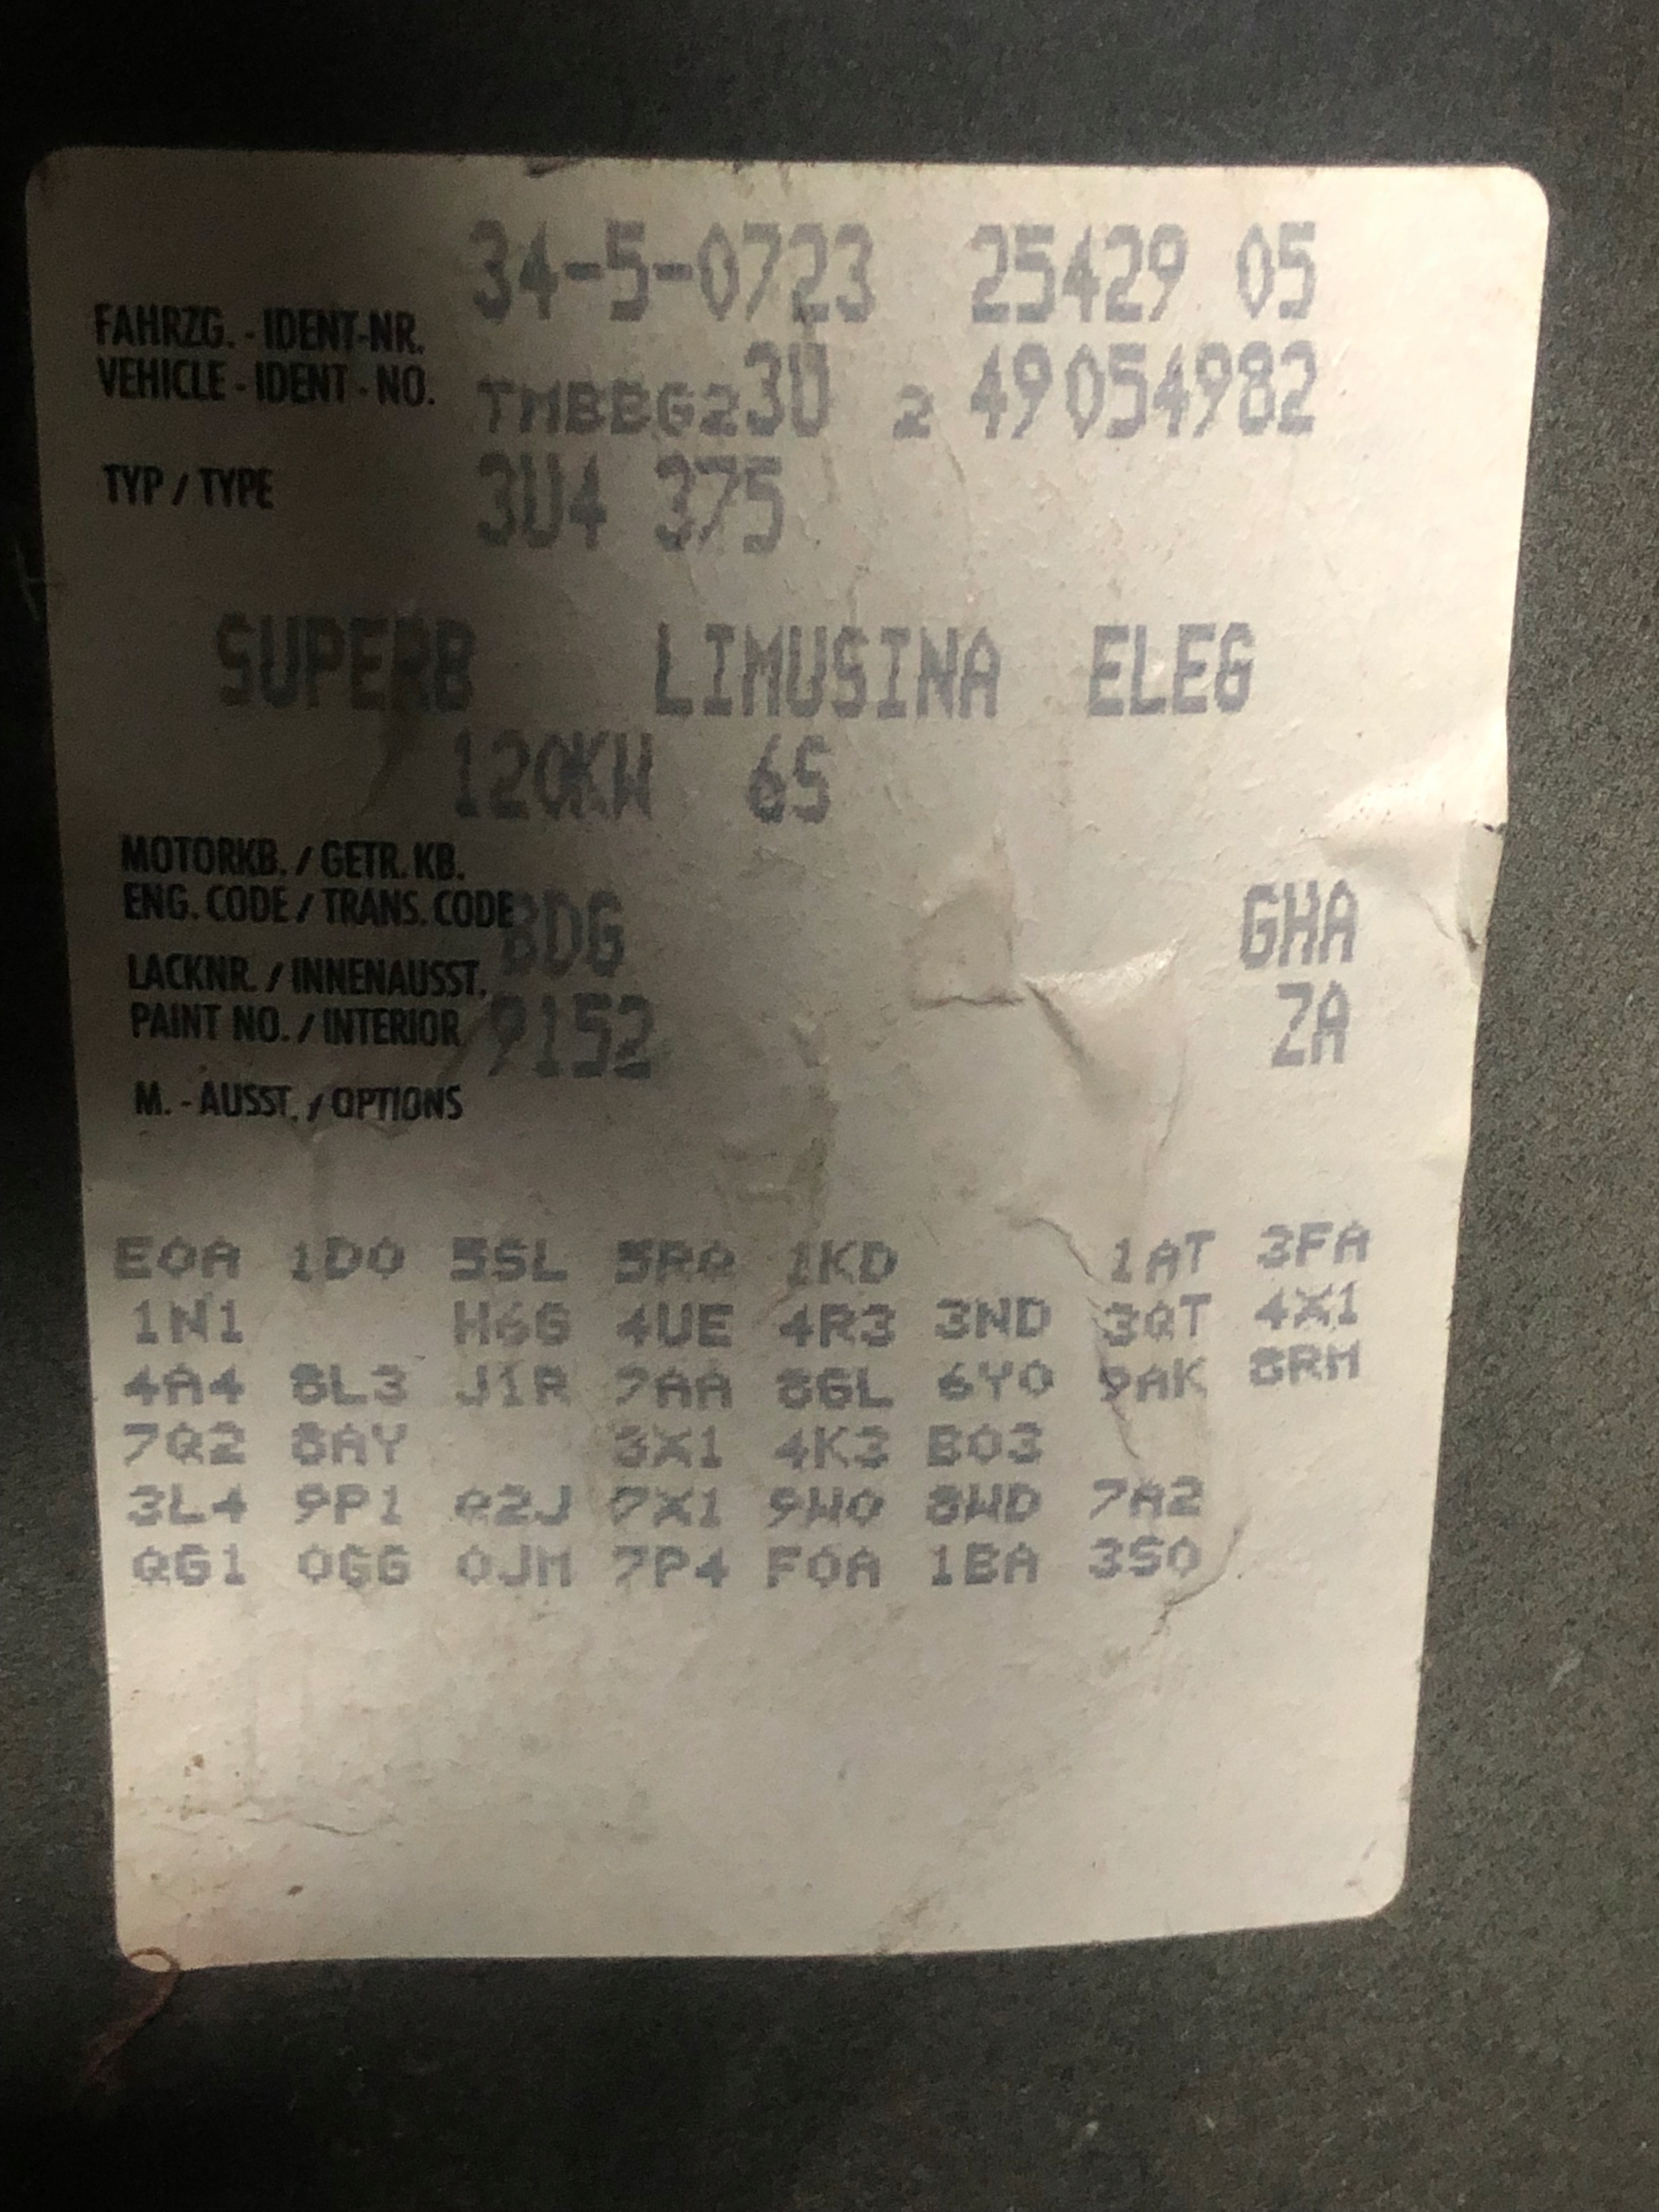 34-5-0723 25429 05
FAHRZG. - IDENT-NR.
VEHICLE - IDENT - NO. TMBBG23U 2 49054982
TYP / TYPE 3U4 375
SUPERB LIMUSINA ELEG
120KW 6S
MOTORKB. / GETR. KB.
ENG. CODE / TRANS. CODE BDG GHA
LACKNR. / INNENAUSST.
PAINT NO. / INTERIOR 9152 ZA
M. - AUSST. / OPTIONS
E0A 1D0 5SL 5RQ 1KD 1AT 3FA
1N1 H6G 4UE 4R3 3ND 3QT 4X1
4A4 8L3 J1R 7AA 8GL 6Y0 9AK 8RM
7Q2 8AY 3X1 4K3 B03
3L4 9P1 Q2J 7X1 9W0 8WD 7A2
QG1 0GG 0JM 7P4 F0A 1BA 3S0